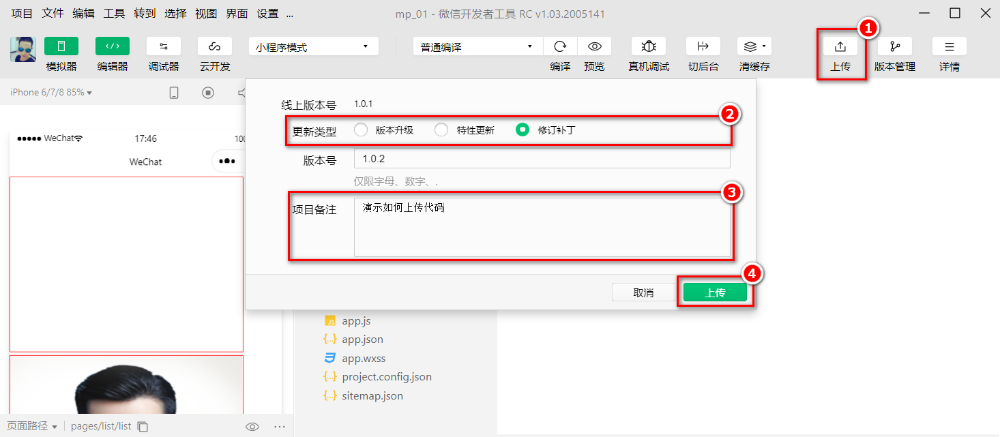 项目 文件 编辑 工具 转到 选择 视图 界面 设置 ... mp_01 - 微信开发者工具 RC v1.03.2005141
小程序模式 普通编译
模拟器 编辑器 调试器 云开发 编译 预览 真机调试 切后台 清缓存 上传 版本管理 详情
1
iPhone 6/7/8 85%
线上版本号 1.0.1
2
更新类型 版本升级 特性更新 修订补丁
WeChat 17:46 100
版本号 1.0.2
WeChat
仅限字母、数字、.
3
项目备注 演示如何上传代码
4
取消 上传
JS app.js
{..} app.json
app.wxss
{..} project.config.json
{..} sitemap.json
页面路径 pages/list/list